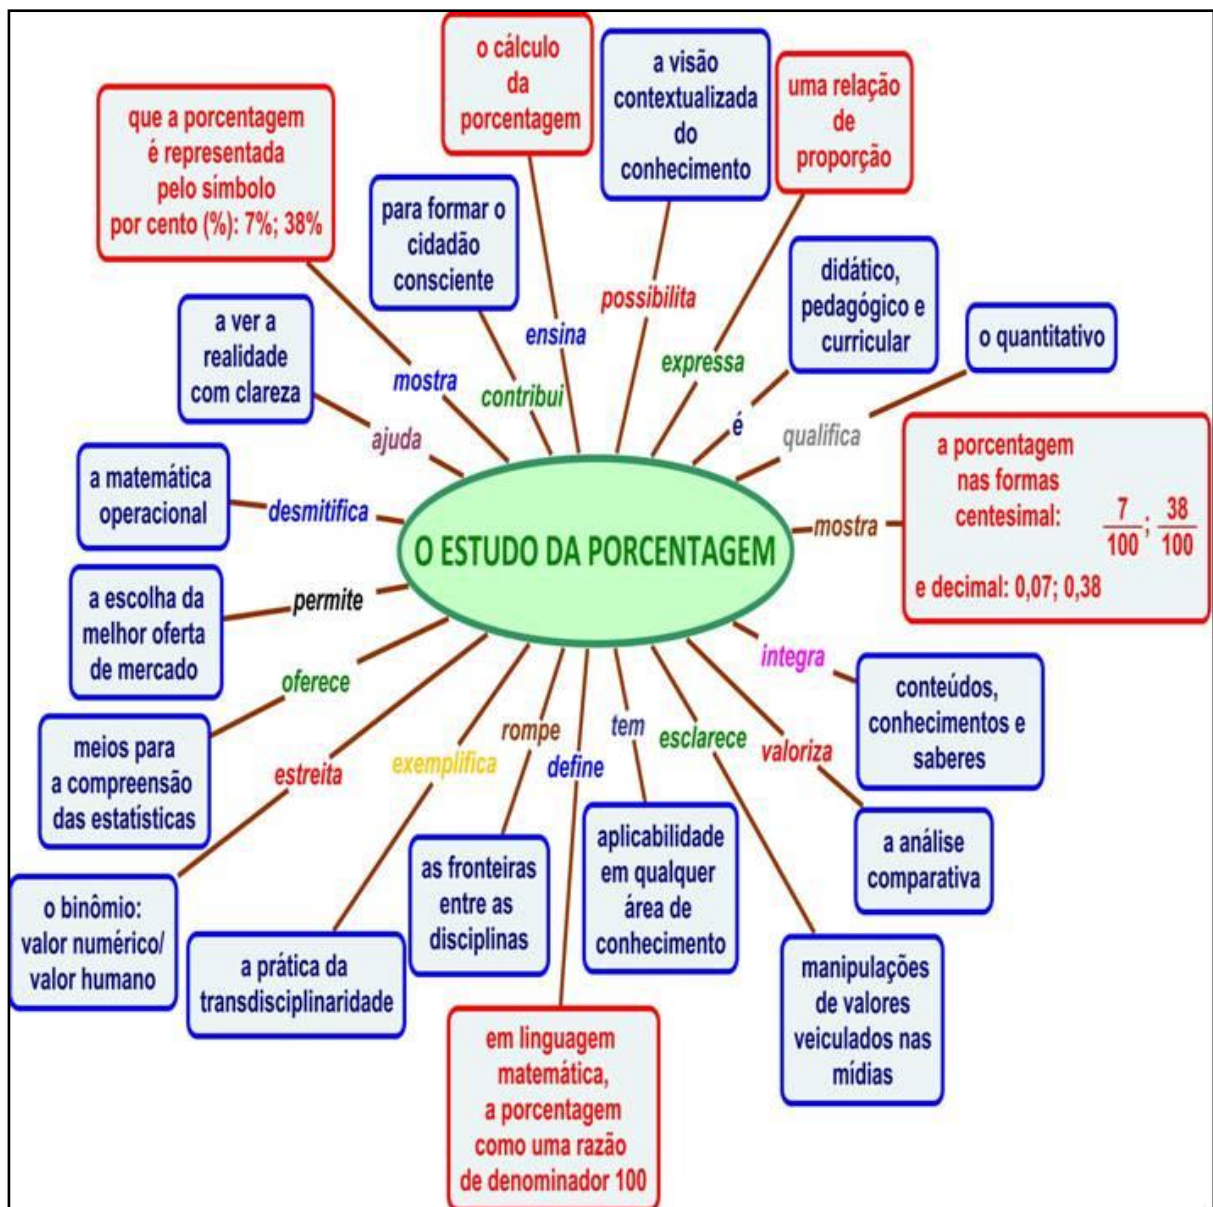 o cálculo
da
porcentagem
a visão
contextualizada
do
conhecimento
uma relação
de
proporção
que a porcentagem
é representada
pelo símbolo
por cento (%): 7%; 38%
para formar o
cidadão
consciente
didático,
pedagógico e
curricular
o quantitativo
a ver a
realidade
com clareza
mostra
contribui
ensina
possibilita
expressa
é
qualifica
ajuda
a porcentagem
nas formas
centesimal:
7/100; 38/100
e decimal: 0,07; 0,38
a matemática
operacional
desmitifica
mostra
O ESTUDO DA PORCENTAGEM
a escolha da
melhor oferta
de mercado
permite
oferece
estreita
exemplifica
rompe
define
tem
esclarece
valoriza
integra
conteúdos,
conhecimentos e
saberes
meios para
a compreensão
das estatísticas
a análise
comparativa
o binômio:
valor numérico/
valor humano
a prática da
transdisciplinaridade
as fronteiras
entre as
disciplinas
aplicabilidade
em qualquer
área de
conhecimento
manipulações
de valores
veiculados nas
mídias
em linguagem
matemática,
a porcentagem
como uma razão
de denominador 100